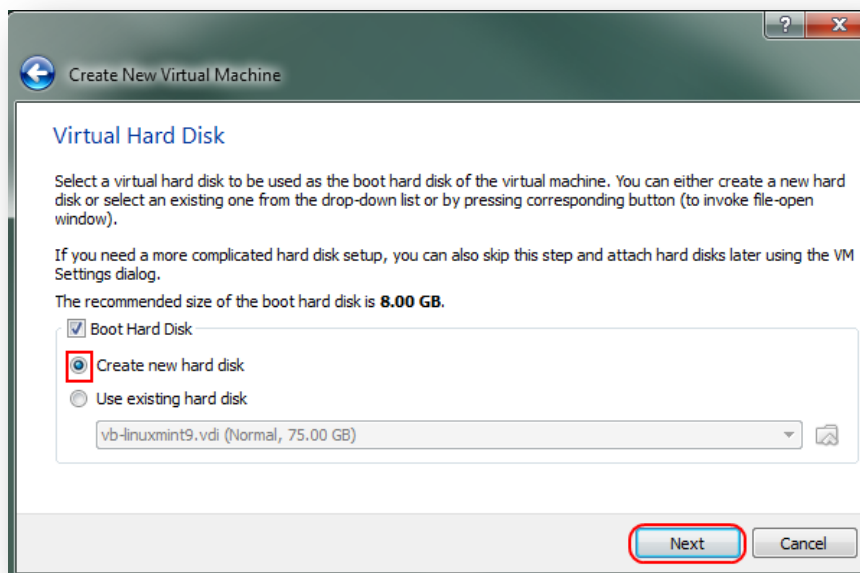 ?
X
Create New Virtual Machine
Virtual Hard Disk
Select a virtual hard disk to be used as the boot hard disk of the virtual machine. You can either create a new hard
disk or select an existing one from the drop-down list or by pressing corresponding button (to invoke file-open
window).
If you need a more complicated hard disk setup, you can also skip this step and attach hard disks later using the VM
Settings dialog.
The recommended size of the boot hard disk is 8.00 GB.
Boot Hard Disk
Create new hard disk
Use existing hard disk
vb-linuxmint9.vdi (Normal, 75.00 GB)
Next
Cancel